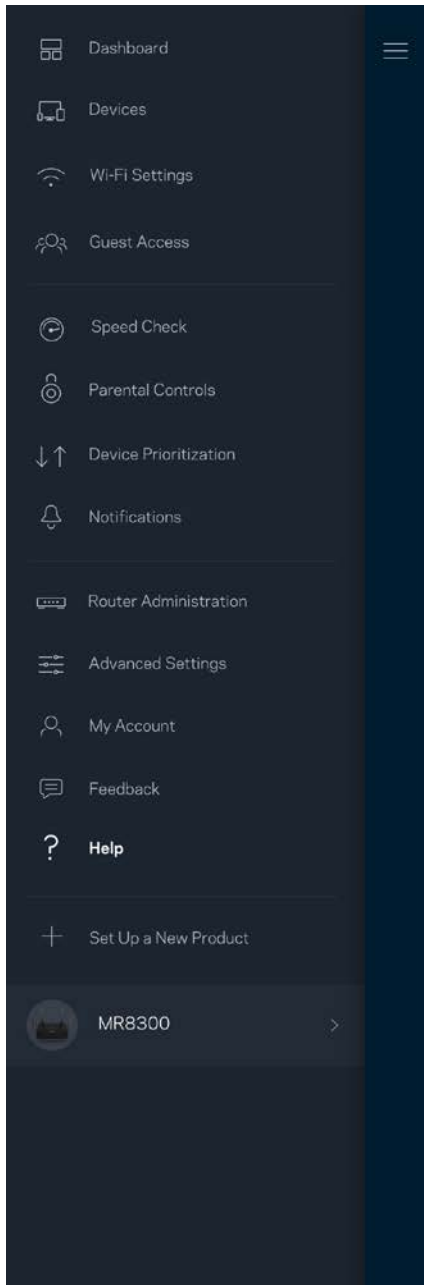 Dashboard
Devices
Wi-Fi Settings
Guest Access
Speed Check
Parental Controls
Device Prioritization
Notifications
Router Administration
Advanced Settings
My Account
Feedback
? Help
Set Up a New Product
MR8300